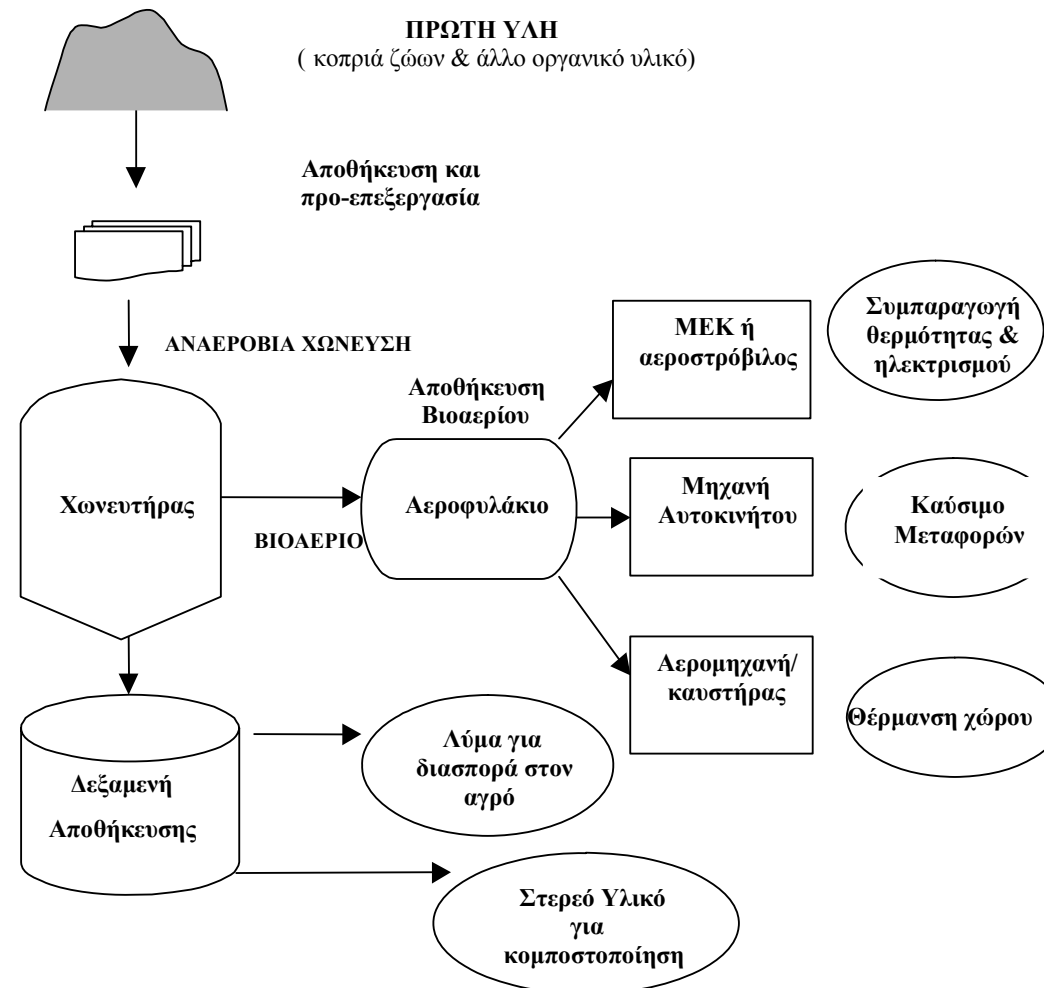 ΠΡΩΤΗ ΥΛΗ
( κοπριά ζώων & άλλο οργανικό υλικό)
Αποθήκευση και
προ-επεξεργασία
ΑΝΑΕΡΟΒΙΑ ΧΩΝΕΥΣΗ
Χωνευτήρας
ΒΙΟΑΕΡΙΟ
Αποθήκευση
Βιοαερίου
Αεροφυλάκιο
ΜΕΚ ή
αεροστρόβιλος
Συμπαραγωγή
θερμότητας &
ηλεκτρισμού
Μηχανή
Αυτοκινήτου
Καύσιμο
Μεταφορών
Αερομηχανή/
καυστήρας
Θέρμανση χώρου
Δεξαμενή
Αποθήκευσης
Λύμα για
διασπορά στον
αγρό
Στερεό Υλικό
για
κομποστοποίηση